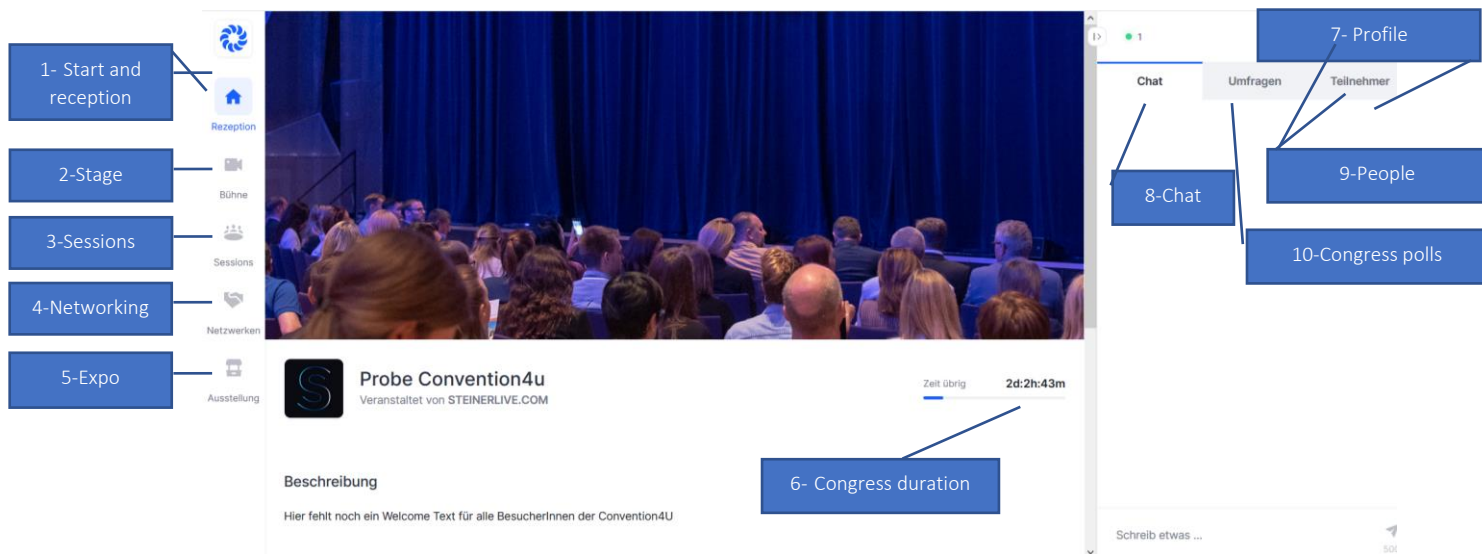 1- Start and
reception
Rezeption
2-Stage
Bühne
3-Sessions
Sessions
4-Networking
Netzwerken
5-Expo
Ausstellung
S
Probe Convention4u
Veranstaltet von STEINERLIVE.COM
Zeit übrig 2d:2h:43m
6- Congress duration
Beschreibung
Hier fehlt noch ein Welcome Text für alle BesucherInnen der Convention4U
1
7- Profile
Chat Umfragen Teilnehmer
9-People
8-Chat
10-Congress polls
Schreib etwas ...